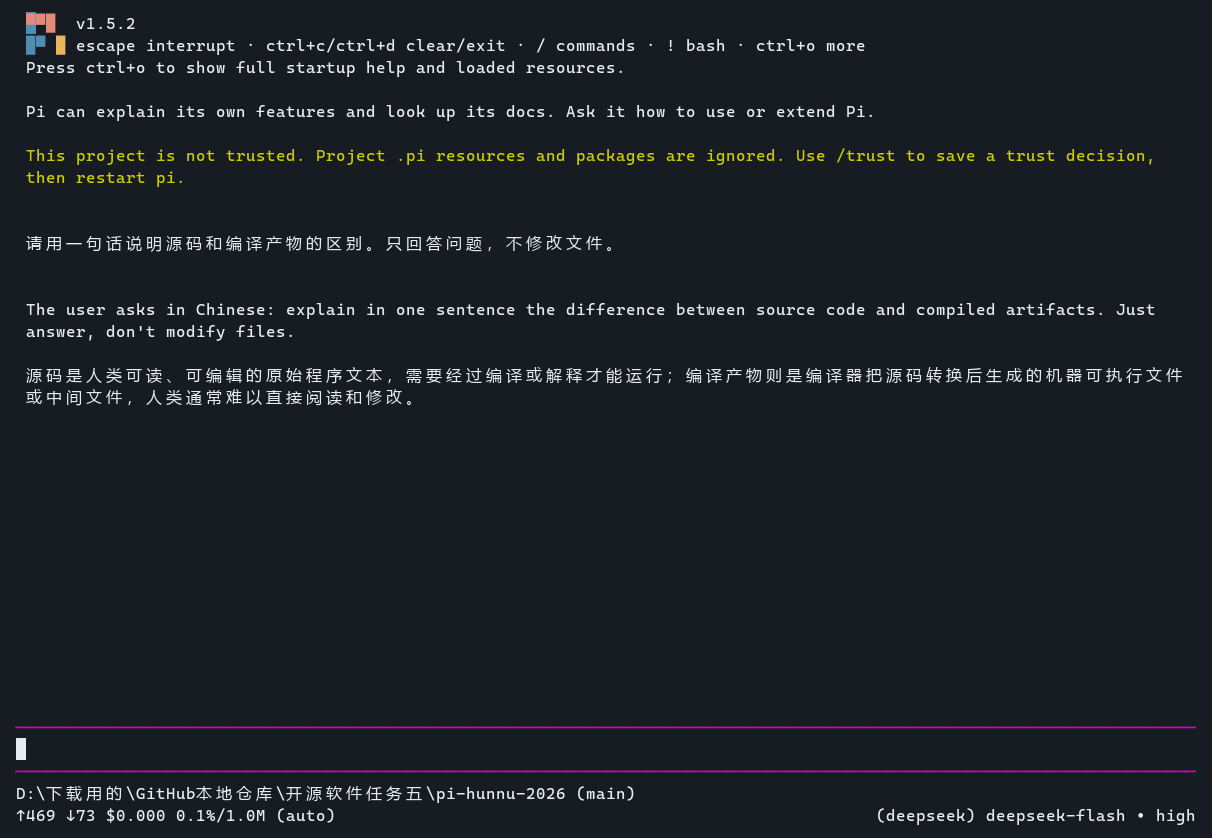 v1.5.2
escape interrupt · ctrl+c/ctrl+d clear/exit · / commands · ! bash · ctrl+o more
Press ctrl+o to show full startup help and loaded resources.
Pi can explain its own features and look up its docs. Ask it how to use or extend Pi.
This project is not trusted. Project .pi resources and packages are ignored. Use /trust to save a trust decision,
then restart pi.
请用一句话说明源码和编译产物的区别。只回答问题，不修改文件。
The user asks in Chinese: explain in one sentence the difference between source code and compiled artifacts. Just
answer, don't modify files.
源码是人类可读、可编辑的原始程序文本，需要经过编译或解释才能运行；编译产物则是编译器把源码转换后生成的机器可执行文件
或中间文件，人类通常难以直接阅读和修改。
D:\下载用的\GitHub本地仓库\开源软件任务五\pi-hunnu-2026 (main)
↑469 ↓73 $0.000 0.1%/1.0M (auto) (deepseek) deepseek-flash • high